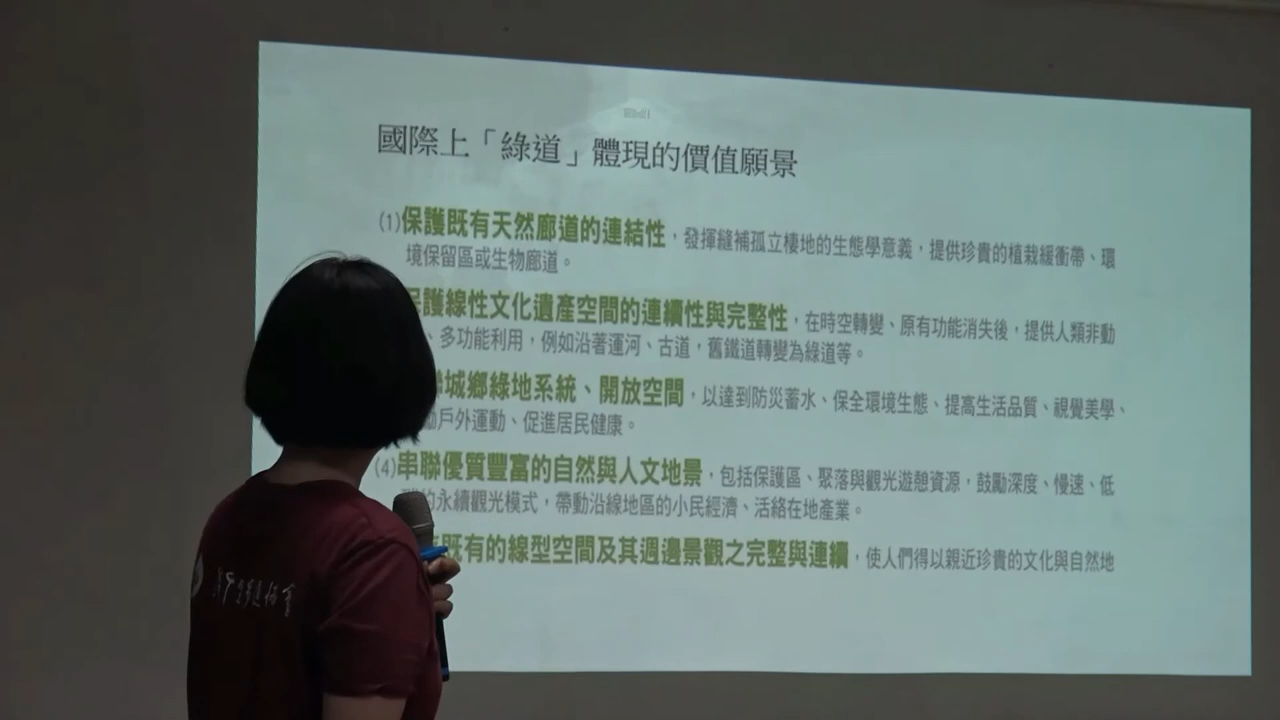 國際上「綠道」體現的價值願景
(1)保護既有天然廊道的連結性，發揮縫補孤立棲地的生態學意義，提供珍貴的植栽緩衝帶、環
境保留區或生物廊道。
護線性文化遺產空間的連續性與完整性，在時空轉變、原有功能消失後，提供人類非動
、多功能利用，例如沿著運河、古道，舊鐵道轉變為綠道等。
城鄉綠地系統、開放空間，以達到防災蓄水、保全環境生態、提高生活品質、視覺美學、
戶外運動、促進居民健康。
(4)串聯優質豐富的自然與人文地景，包括保護區、聚落與觀光遊憩資源，鼓勵深度、慢速、低
的永續觀光模式，帶動沿線地區的小民經濟、活絡在地產業。
既有的線型空間及其週邊景觀之完整與連續，使人們得以親近珍貴的文化與自然地